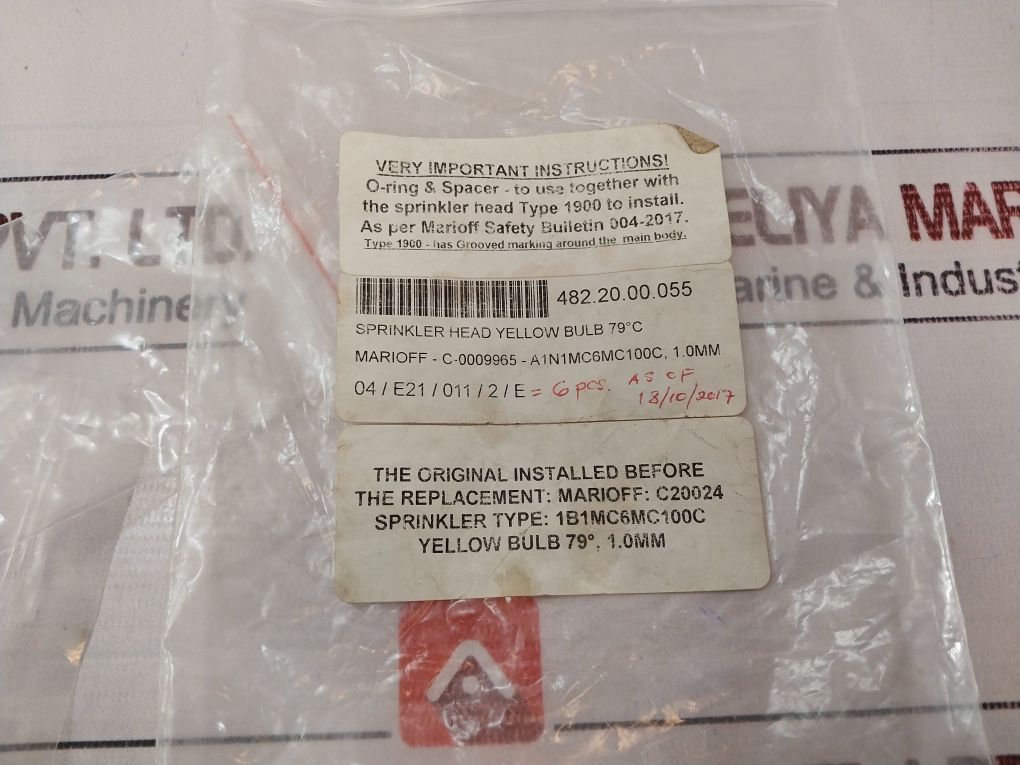 VERY IMPORTANT INSTRUCTIONS!
O-ring & Spacer - to use together with
the sprinkler head Type 1900 to install.
As per Marioff Safety Bulletin 004-2017.
Type 1900 - has Grooved marking around the main body.
482.20.00.055
SPRINKLER HEAD YELLOW BULB 79°C
MARIOFF - C-0009965 - A1N1MC6MC100C, 1.0MM
04 / E21 / 011 / 2 / E = 6 pcs. AS OF
18/10/2017
THE ORIGINAL INSTALLED BEFORE
THE REPLACEMENT: MARIOFF: C20024
SPRINKLER TYPE: 1B1MC6MC100C
YELLOW BULB 79°, 1.0MM
PVT. LTD.
Machinery
ELIYA MAR
arine & Indust